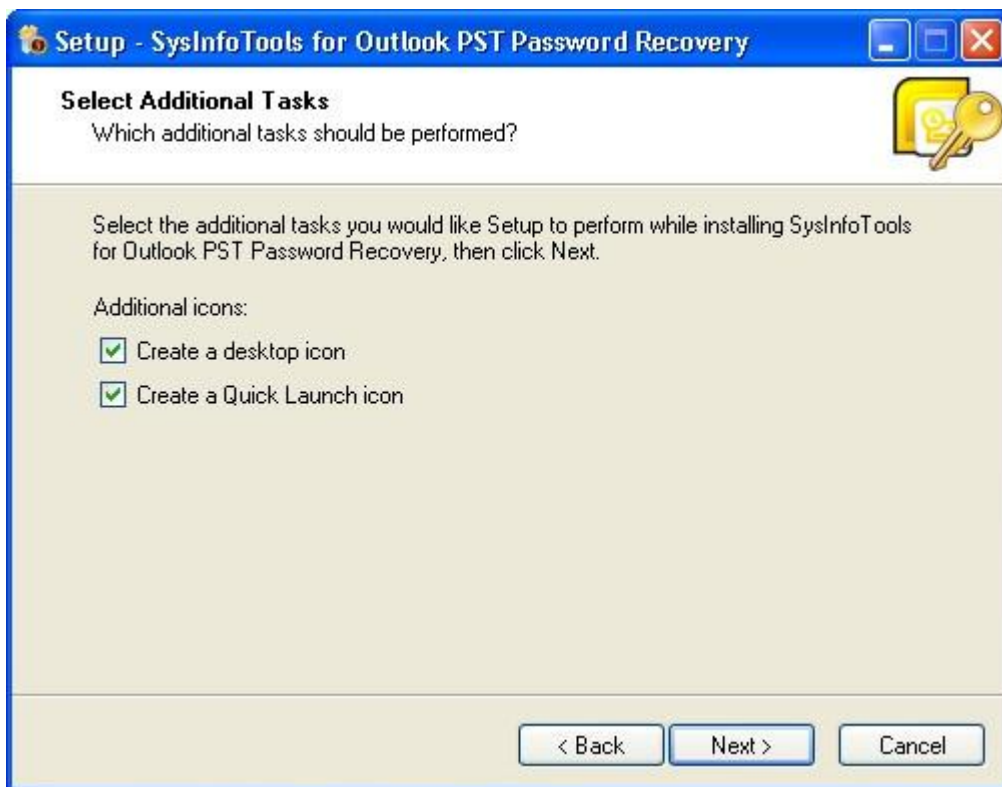 Setup - SysInfoTools for Outlook PST Password Recovery
Select Additional Tasks
Which additional tasks should be performed?
Select the additional tasks you would like Setup to perform while installing SysInfoTools
for Outlook PST Password Recovery, then click Next.
Additional icons:
Create a desktop icon
Create a Quick Launch icon
< Back
Next >
Cancel